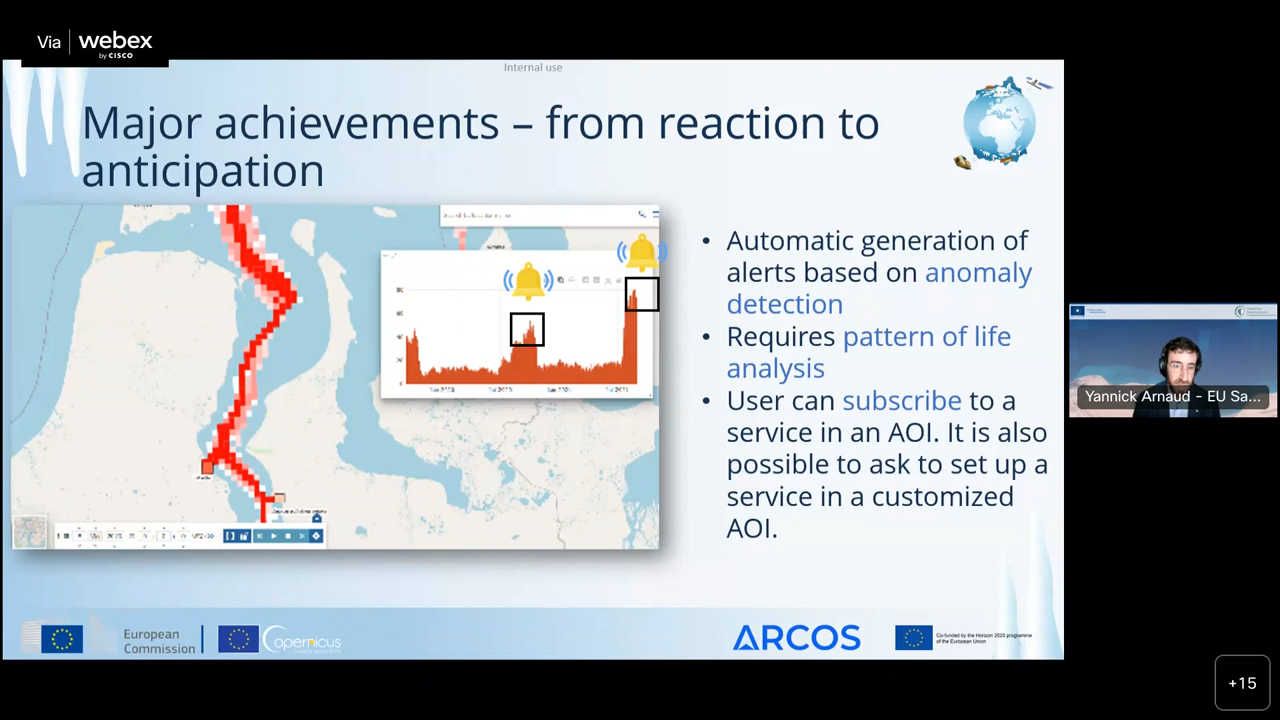 Via webex
by CISCO
Internal use
Major achievements – from reaction to
anticipation
• Automatic generation of
alerts based on anomaly
detection
• Requires pattern of life
analysis
• User can subscribe to a
service in an AOI. It is also
possible to ask to set up a
service in a customized
AOI.
Yannick Arnaud - EU Sa...
European
Commission
opernicus
ARCOS
Co-funded by the Horizon 2020 programme
of the European Union
+15